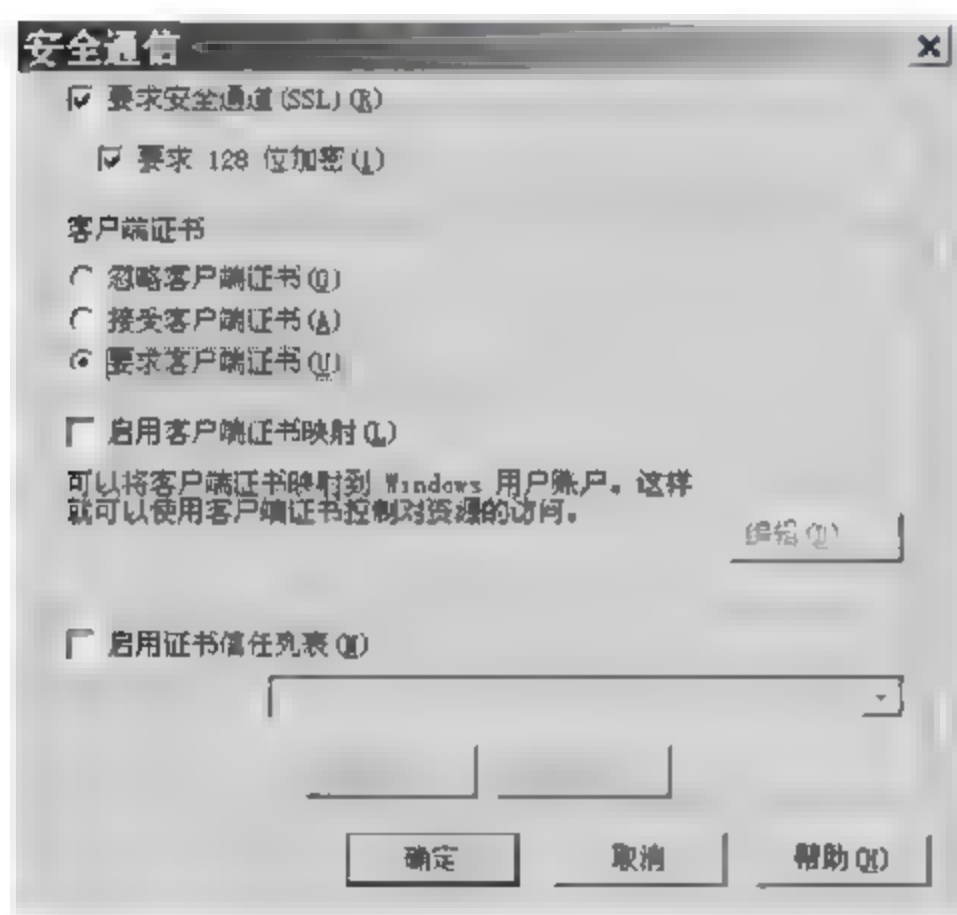 安全通信
要求安全通道(SSL)(R)
要求 128 位加密(1)
客户端证书
忽略客户端证书(G)
接受客户端证书(A)
要求客户端证书(U)
启用客户端证书映射(L)
可以将客户端证书映射到 Windows 用户账户。这样
就可以使用客户端证书控制对资源的访问。
编辑
启用证书信任列表(N)
确定
取消
帮助(H)